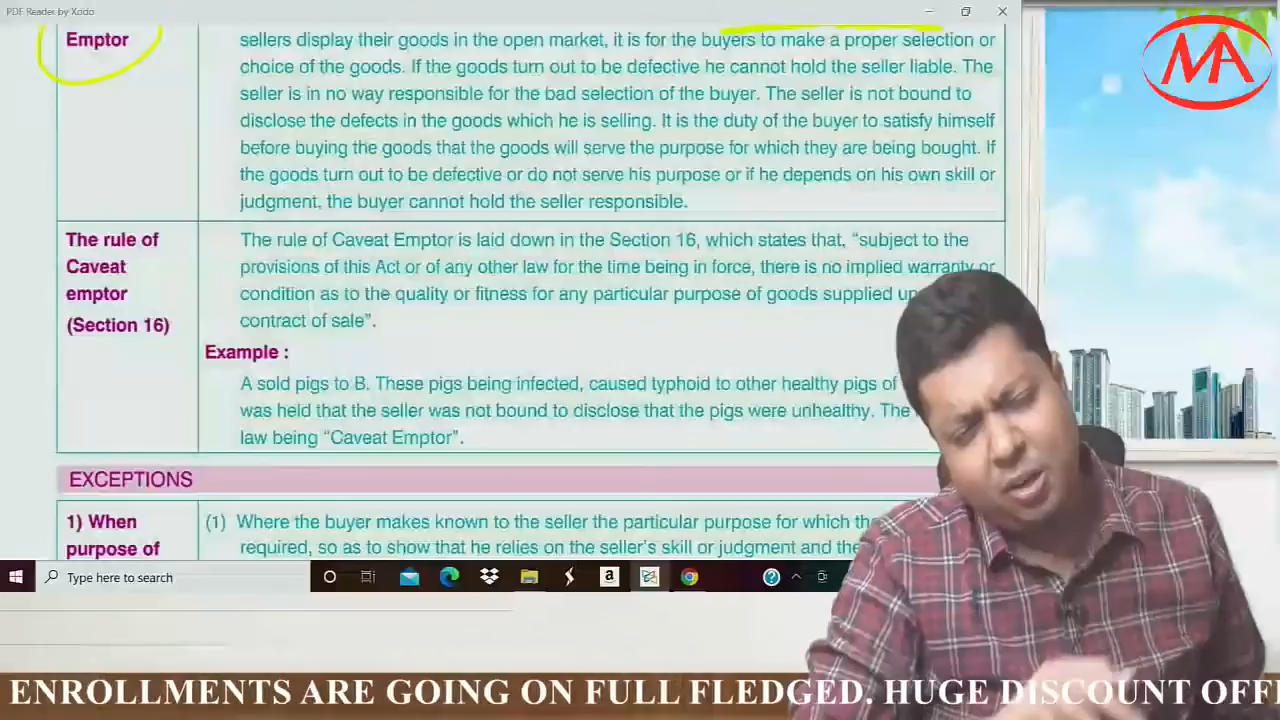 PDF Reader by Xodo
MA
Emptor
sellers display their goods in the open market, it is for the buyers to make a proper selection or
choice of the goods. If the goods turn out to be defective he cannot hold the seller liable. The
seller is in no way responsible for the bad selection of the buyer. The seller is not bound to
disclose the defects in the goods which he is selling. It is the duty of the buyer to satisfy himself
before buying the goods that the goods will serve the purpose for which they are being bought. If
the goods turn out to be defective or do not serve his purpose or if he depends on his own skill or
judgment, the buyer cannot hold the seller responsible.
The rule of
Caveat
emptor
(Section 16)
The rule of Caveat Emptor is laid down in the Section 16, which states that, “subject to the
provisions of this Act or of any other law for the time being in force, there is no implied warranty or
condition as to the quality or fitness for any particular purpose of goods supplied
contract of sale”.
Example :
A sold pigs to B. These pigs being infected, caused typhoid to other healthy pigs of
was held that the seller was not bound to disclose that the pigs were unhealthy. The
law being “Caveat Emptor”.
EXCEPTIONS
1) When
purpose of
(1) Where the buyer makes known to the seller the particular purpose for which
required, so as to show that he relies on the seller's skill or judgment and the
Type here to search
ENROLLMENTS ARE GOING ON FULL FLEDGED. HUGE DISCOUNT